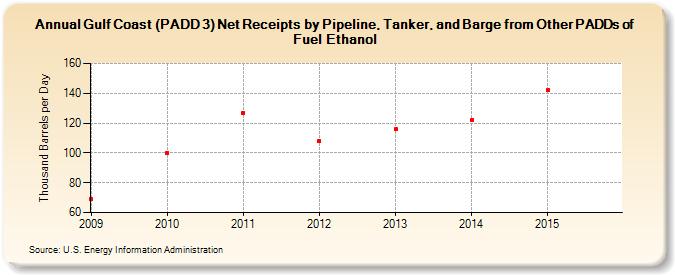 Annual Gulf Coast (PADD 3) Net Receipts by Pipeline, Tanker, and Barge from Other PADDs of
Fuel Ethanol
Thousand Barrels per Day
160
140
120
100
80
60
2009 2010 2011 2012 2013 2014 2015
Source: U.S. Energy Information Administration